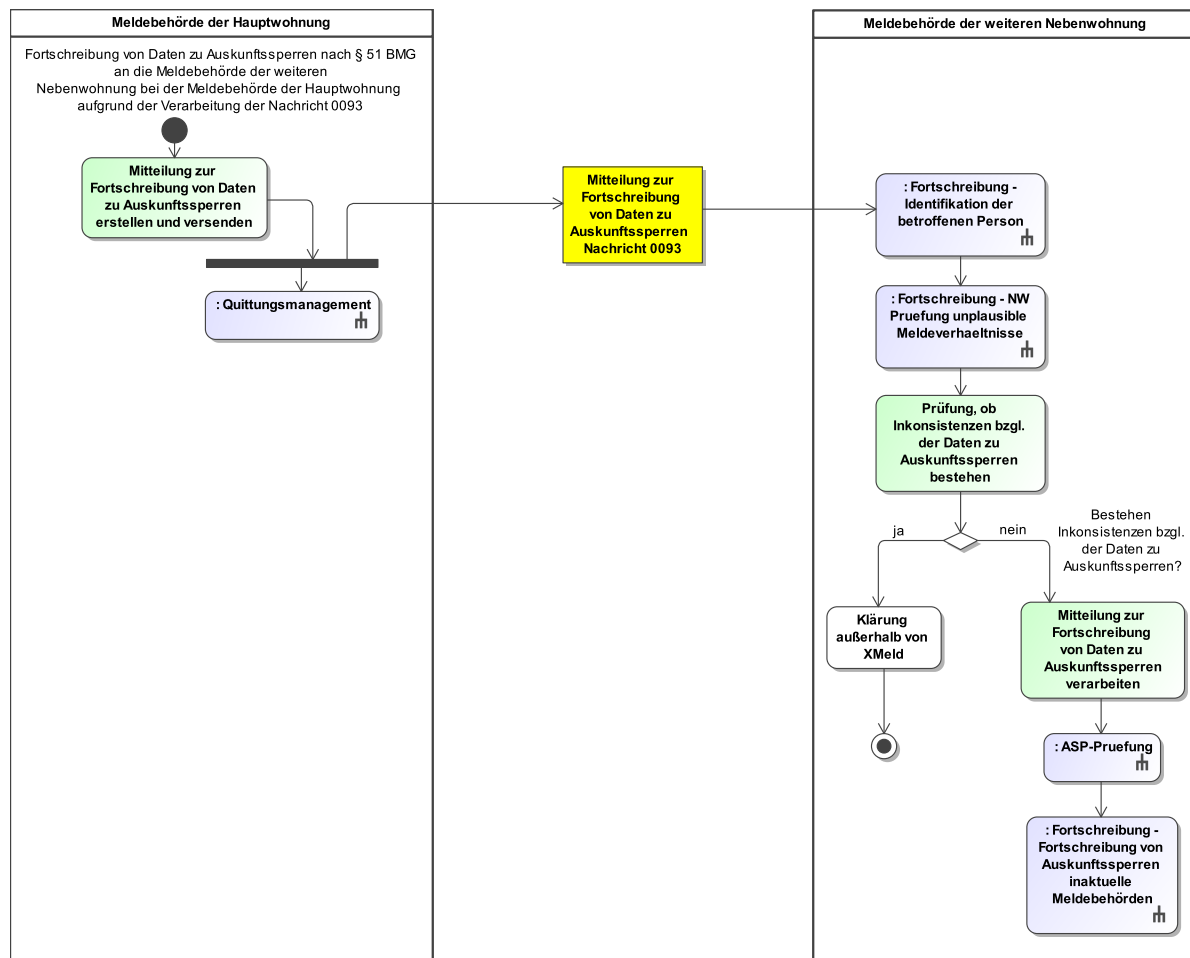 Meldebehörde der Hauptwohnung
Fortschreibung von Daten zu Auskunftssperren nach § 51 BMG
an die Meldebehörde der weiteren
Nebenwohnung bei der Meldebehörde der Hauptwohnung
aufgrund der Verarbeitung der Nachricht 0093
Mitteilung zur
Fortschreibung von Daten
zu Auskunftssperren
erstellen und versenden
: Quittungsmanagement
Mitteilung zur
Fortschreibung
von Daten zu
Auskunftssperren
Nachricht 0093
Meldebehörde der weiteren Nebenwohnung
: Fortschreibung -
Identifikation der
betroffenen Person
: Fortschreibung - NW
Pruefung unplausible
Meldeverhaeltnisse
Prüfung, ob
Inkonsistenzen bzgl.
der Daten zu
Auskunftssperren
bestehen
ja
nein
Bestehen
Inkonsistenzen bzgl.
der Daten zu
Auskunftssperren?
Klärung
außerhalb von
XMeld
Mitteilung zur
Fortschreibung
von Daten zu
Auskunftssperren
verarbeiten
: ASP-Pruefung
: Fortschreibung -
Fortschreibung von
Auskunftssperren
inaktuelle
Meldebehörden